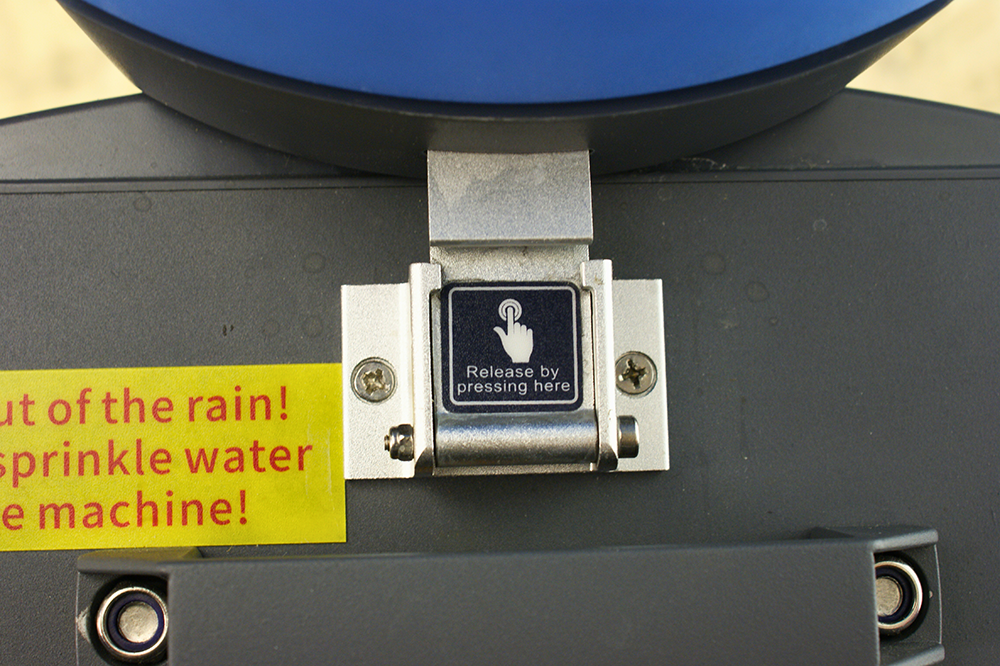 ut of the rain!
sprinkle water
e machine!
Release by
pressing here